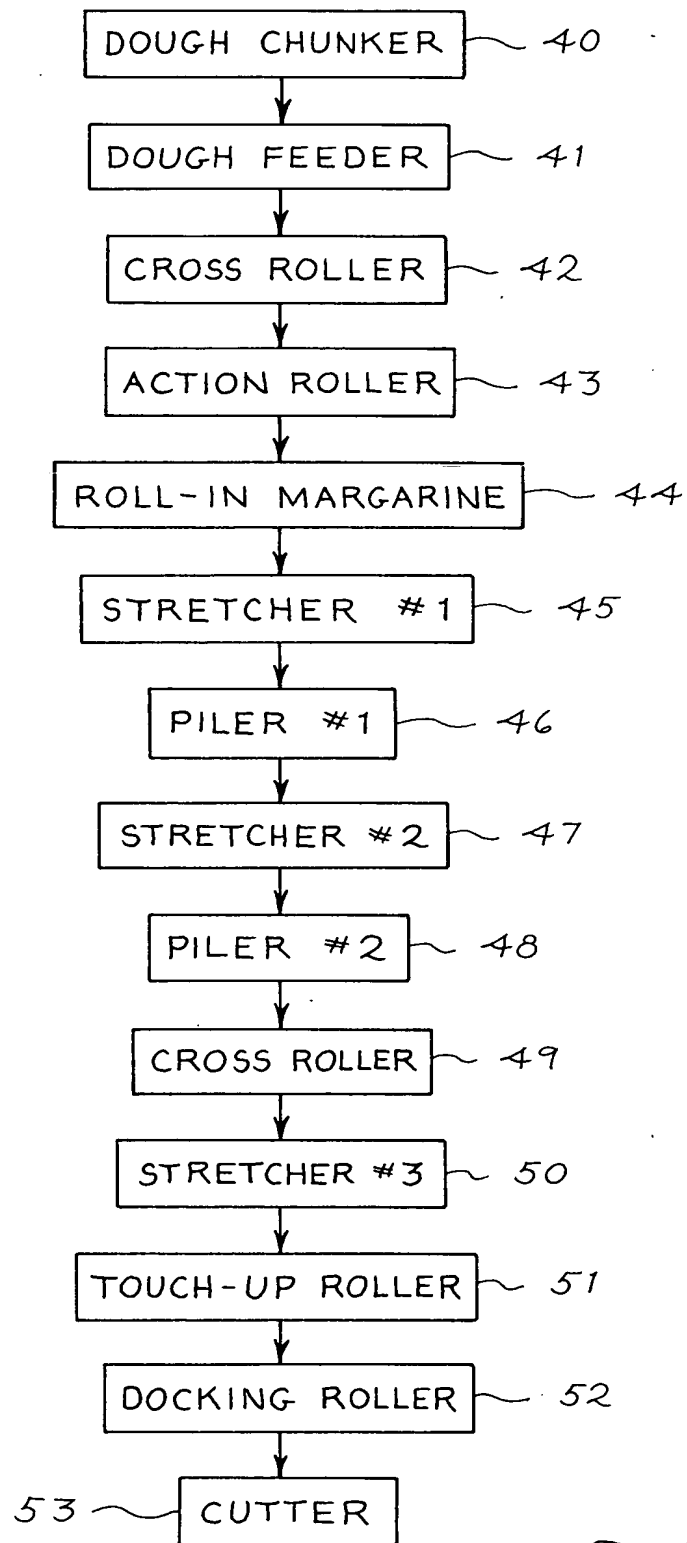 DOUGH CHUNKER 40
DOUGH FEEDER 41
CROSS ROLLER 42
ACTION ROLLER 43
ROLL-IN MARGARINE 44
STRETCHER #1 45
PILER #1 46
STRETCHER #2 47
PILER #2 48
CROSS ROLLER 49
STRETCHER #3 50
TOUCH-UP ROLLER 51
DOCKING ROLLER 52
53 CUTTER